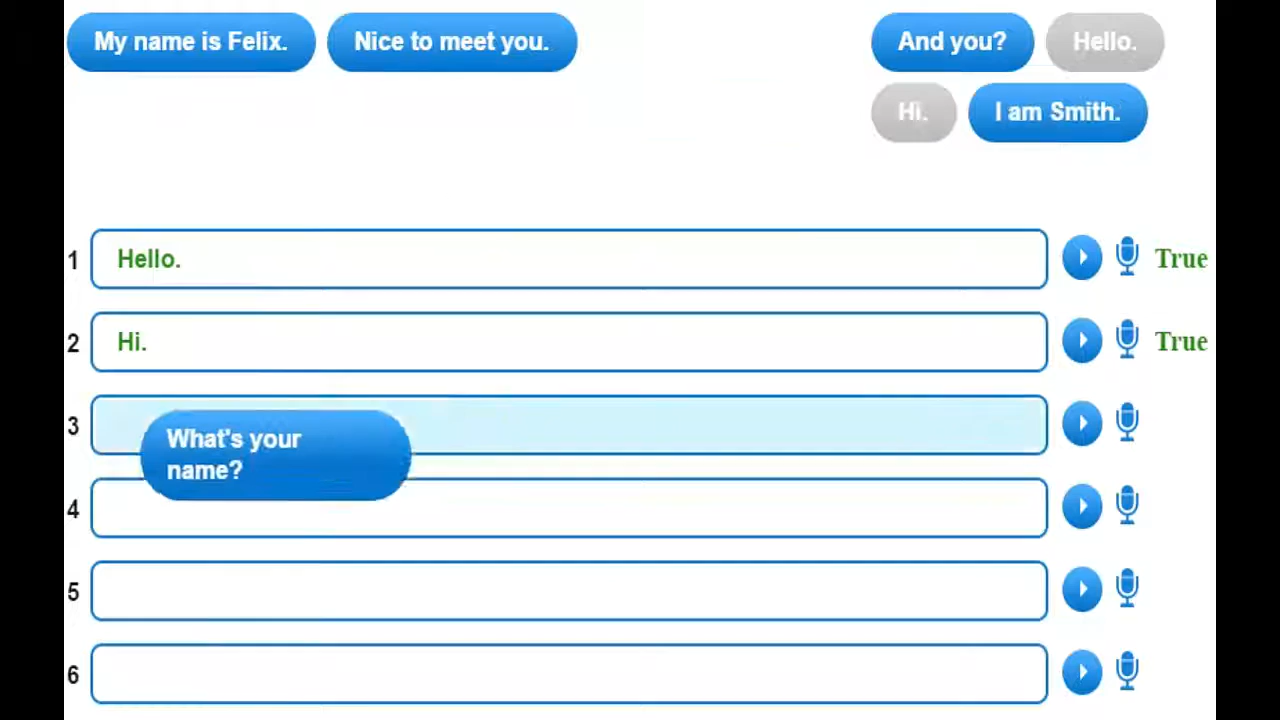 My name is Felix. Nice to meet you. And you? Hello.
Hi. I am Smith.
1 Hello. True
2 Hi. True
3 What's your
name?
4
5
6